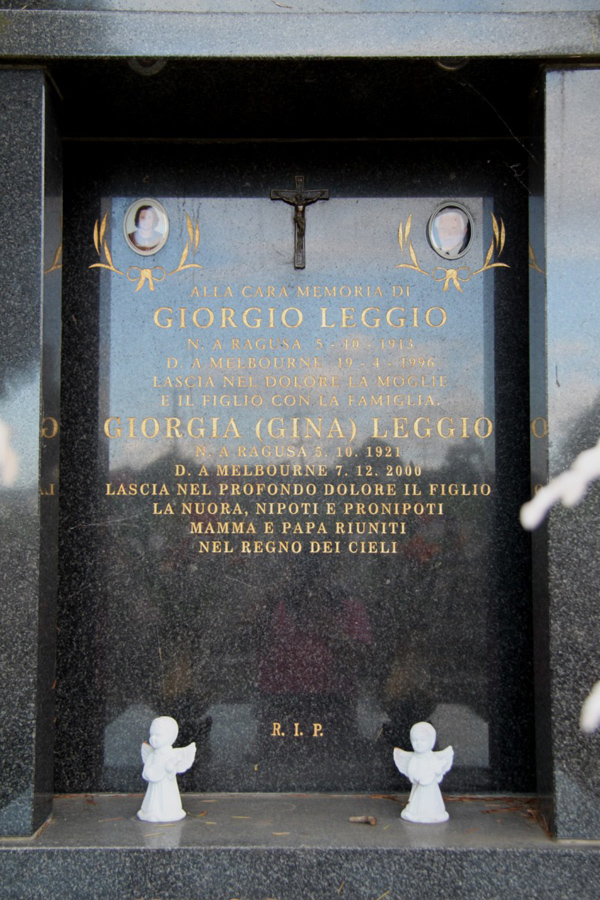 ALLA CARA MEMORIA DI
GIORGIO LEGGIO
N. A RAGUSA 5 - 10 - 1913
D. A MELBOURNE 19 - 4 - 1996
LASCIA NEL DOLORE LA MOGLIE
E IL FIGLIO CON LA FAMIGLIA.
GIORGIA (GINA) LEGGIO
N. A RAGUSA 5. 10. 1921
D. A MELBOURNE 7. 12. 2000
LASCIA NEL PROFONDO DOLORE IL FIGLIO
LA NUORA, NIPOTI E PRONIPOTI
MAMMA E PAPA RIUNITI
NEL REGNO DEI CIELI
R. I. P.